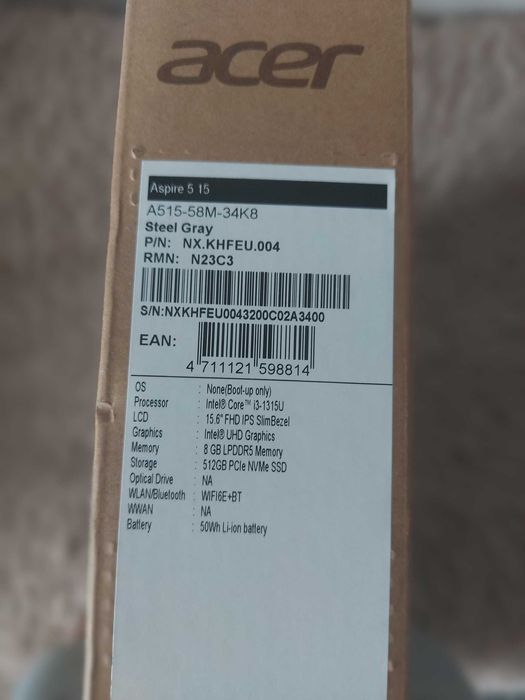 acer
Aspire 5 15
A515-58M-34K8
Steel Gray
P/N: NX.KHFEU.004
RMN: N23C3
S/N:NXKHFEU0043200C02A3400
EAN:
4 711121 598814
OS : None(Boot-up only)
Processor : Intel® Core™ i3-1315U
LCD : 15.6" FHD IPS SlimBezel
Graphics : Intel® UHD Graphics
Memory : 8 GB LPDDR5 Memory
Storage : 512GB PCIe NVMe SSD
Optical Drive : NA
WLAN/Bluetooth : WIFI6E+BT
WWAN : NA
Battery : 50Wh Li-ion battery